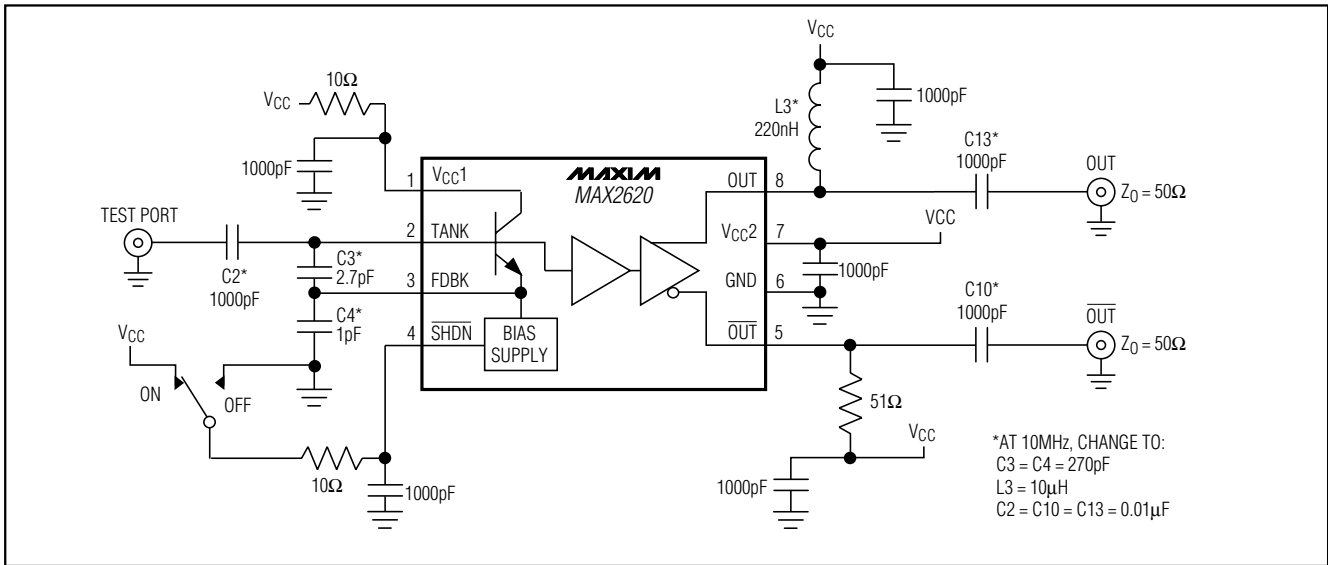 VCC
10Ω
1000pF
VCC
L3*
220nH
1000pF
C13*
1000pF
OUT
Z0 = 50Ω
MAXIM
MAX2620
1
VCC1
OUT
8
TEST PORT
C2*
1000pF
2
TANK
VCC2
7
VCC
1000pF
C3*
2.7pF
3
FDBK
GND
6
C4*
1pF
4
SHDN
BIAS
SUPPLY
OUT
5
C10*
1000pF
OUT
Z0 = 50Ω
VCC
ON
OFF
10Ω
1000pF
51Ω
VCC
1000pF
*AT 10MHz, CHANGE TO:
C3 = C4 = 270pF
L3 = 10µH
C2 = C10 = C13 = 0.01µF